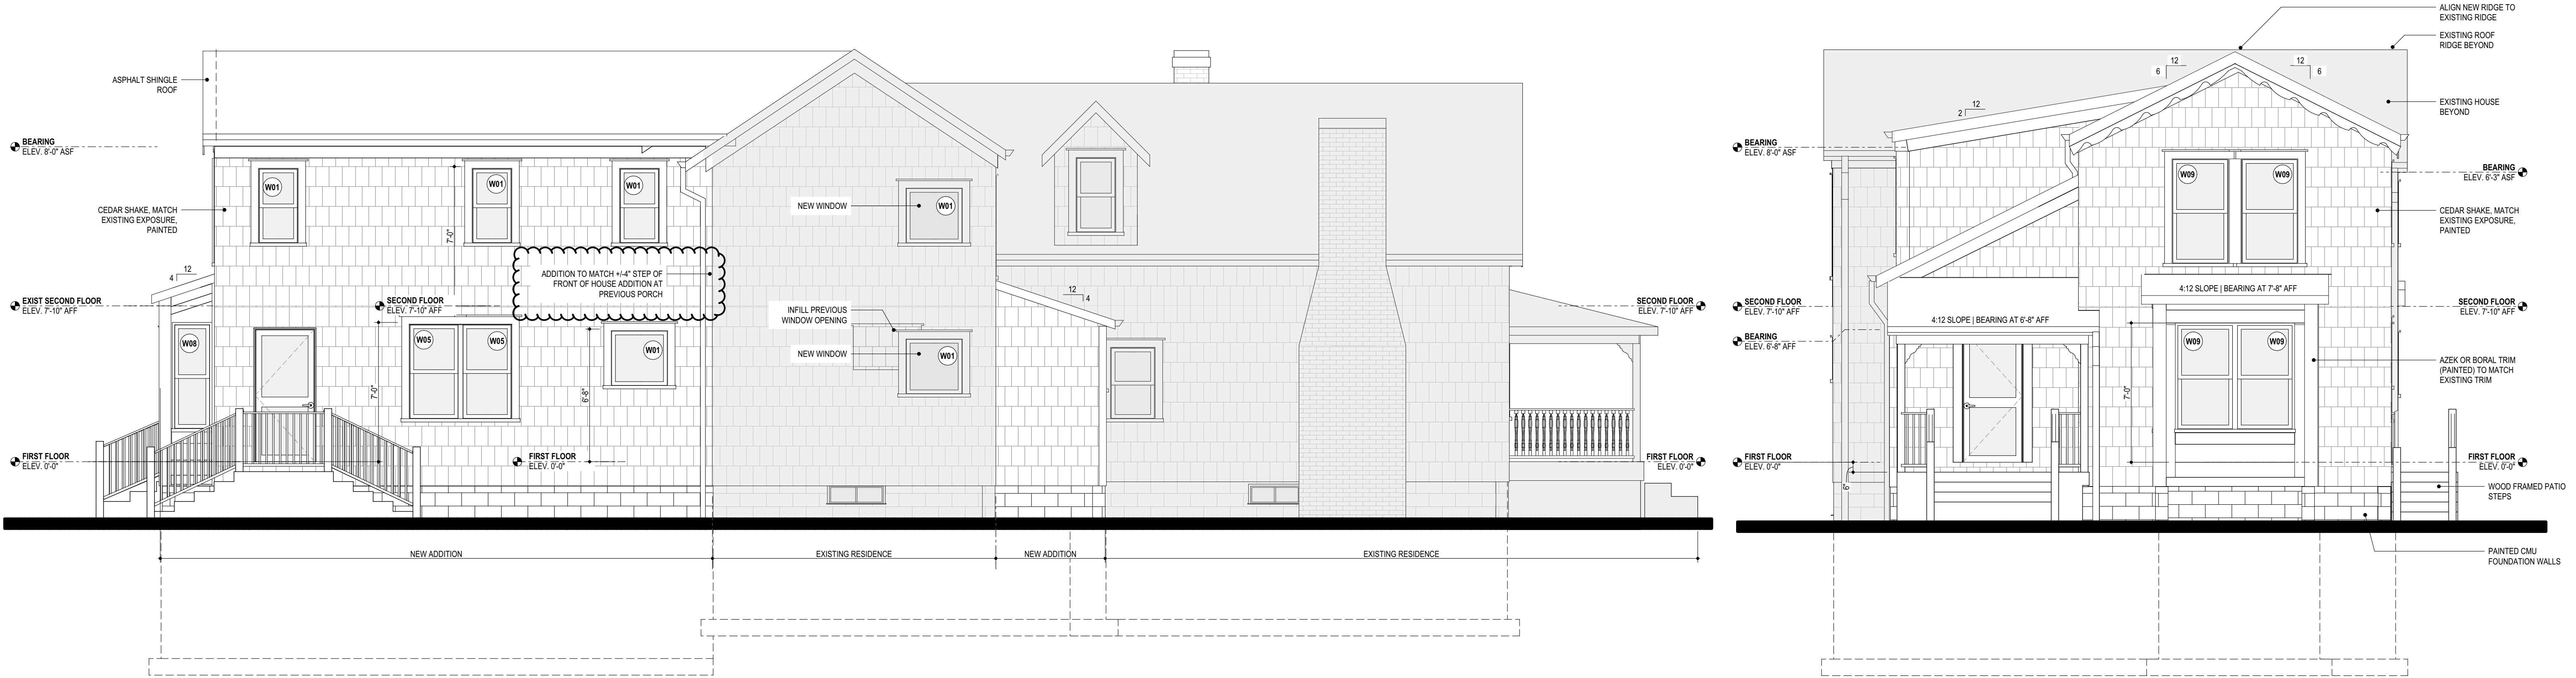 ASPHALT SHINGLE
ROOF
BEARING
ELEV. 8'-0" ASF
CEDAR SHAKE, MATCH
EXISTING EXPOSURE,
PAINTED
12
4
EXIST SECOND FLOOR
ELEV. 7'-10" AFF
FIRST FLOOR
ELEV. 0'-0"
W01
W01
W01
7'-0"
ADDITION TO MATCH +/-4" STEP OF
FRONT OF HOUSE ADDITION AT
PREVIOUS PORCH
SECOND FLOOR
ELEV. 7'-10" AFF
W08
W05
W05
W01
7'-0"
6'-8"
FIRST FLOOR
ELEV. 0'-0"
NEW WINDOW
W01
INFILL PREVIOUS
WINDOW OPENING
NEW WINDOW
W01
12
4
SECOND FLOOR
ELEV. 7'-10" AFF
FIRST FLOOR
ELEV. 0'-0"
NEW ADDITION
EXISTING RESIDENCE
NEW ADDITION
EXISTING RESIDENCE
ALIGN NEW RIDGE TO
EXISTING RIDGE
EXISTING ROOF
RIDGE BEYOND
12
6
12
6
12
2
EXISTING HOUSE
BEYOND
BEARING
ELEV. 8'-0" ASF
BEARING
ELEV. 6'-3" ASF
W09
W09
CEDAR SHAKE, MATCH
EXISTING EXPOSURE,
PAINTED
4:12 SLOPE | BEARING AT 7'-8" AFF
SECOND FLOOR
ELEV. 7'-10" AFF
SECOND FLOOR
ELEV. 7'-10" AFF
4:12 SLOPE | BEARING AT 6'-8" AFF
BEARING
ELEV. 6'-8" AFF
W09
W09
AZEK OR BORAL TRIM
(PAINTED) TO MATCH
EXISTING TRIM
7'-0"
FIRST FLOOR
ELEV. 0'-0"
FIRST FLOOR
ELEV. 0'-0"
6"
WOOD FRAMED PATIO
STEPS
PAINTED CMU
FOUNDATION WALLS